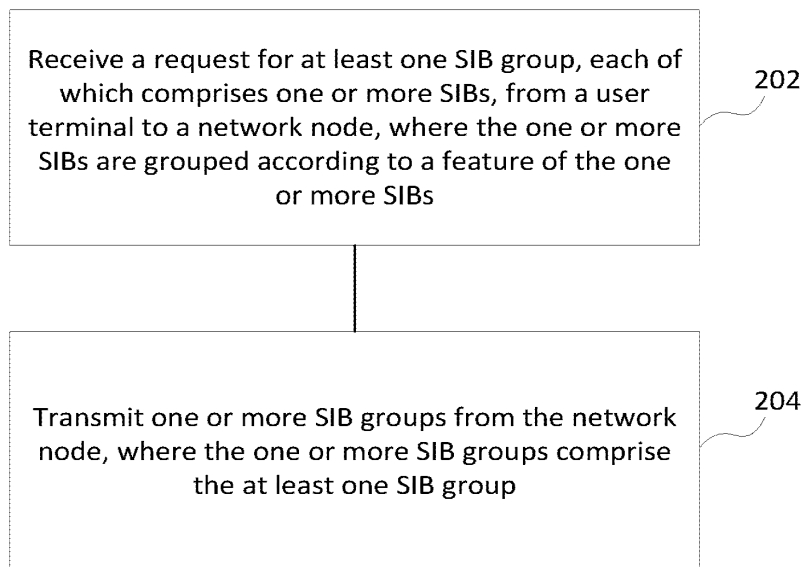 Receive a request for at least one SIB group, each of
which comprises one or more SIBs, from a user
terminal to a network node, where the one or more
SIBs are grouped according to a feature of the one
or more SIBs
202
Transmit one or more SIB groups from the network
node, where the one or more SIB groups comprise
the at least one SIB group
204